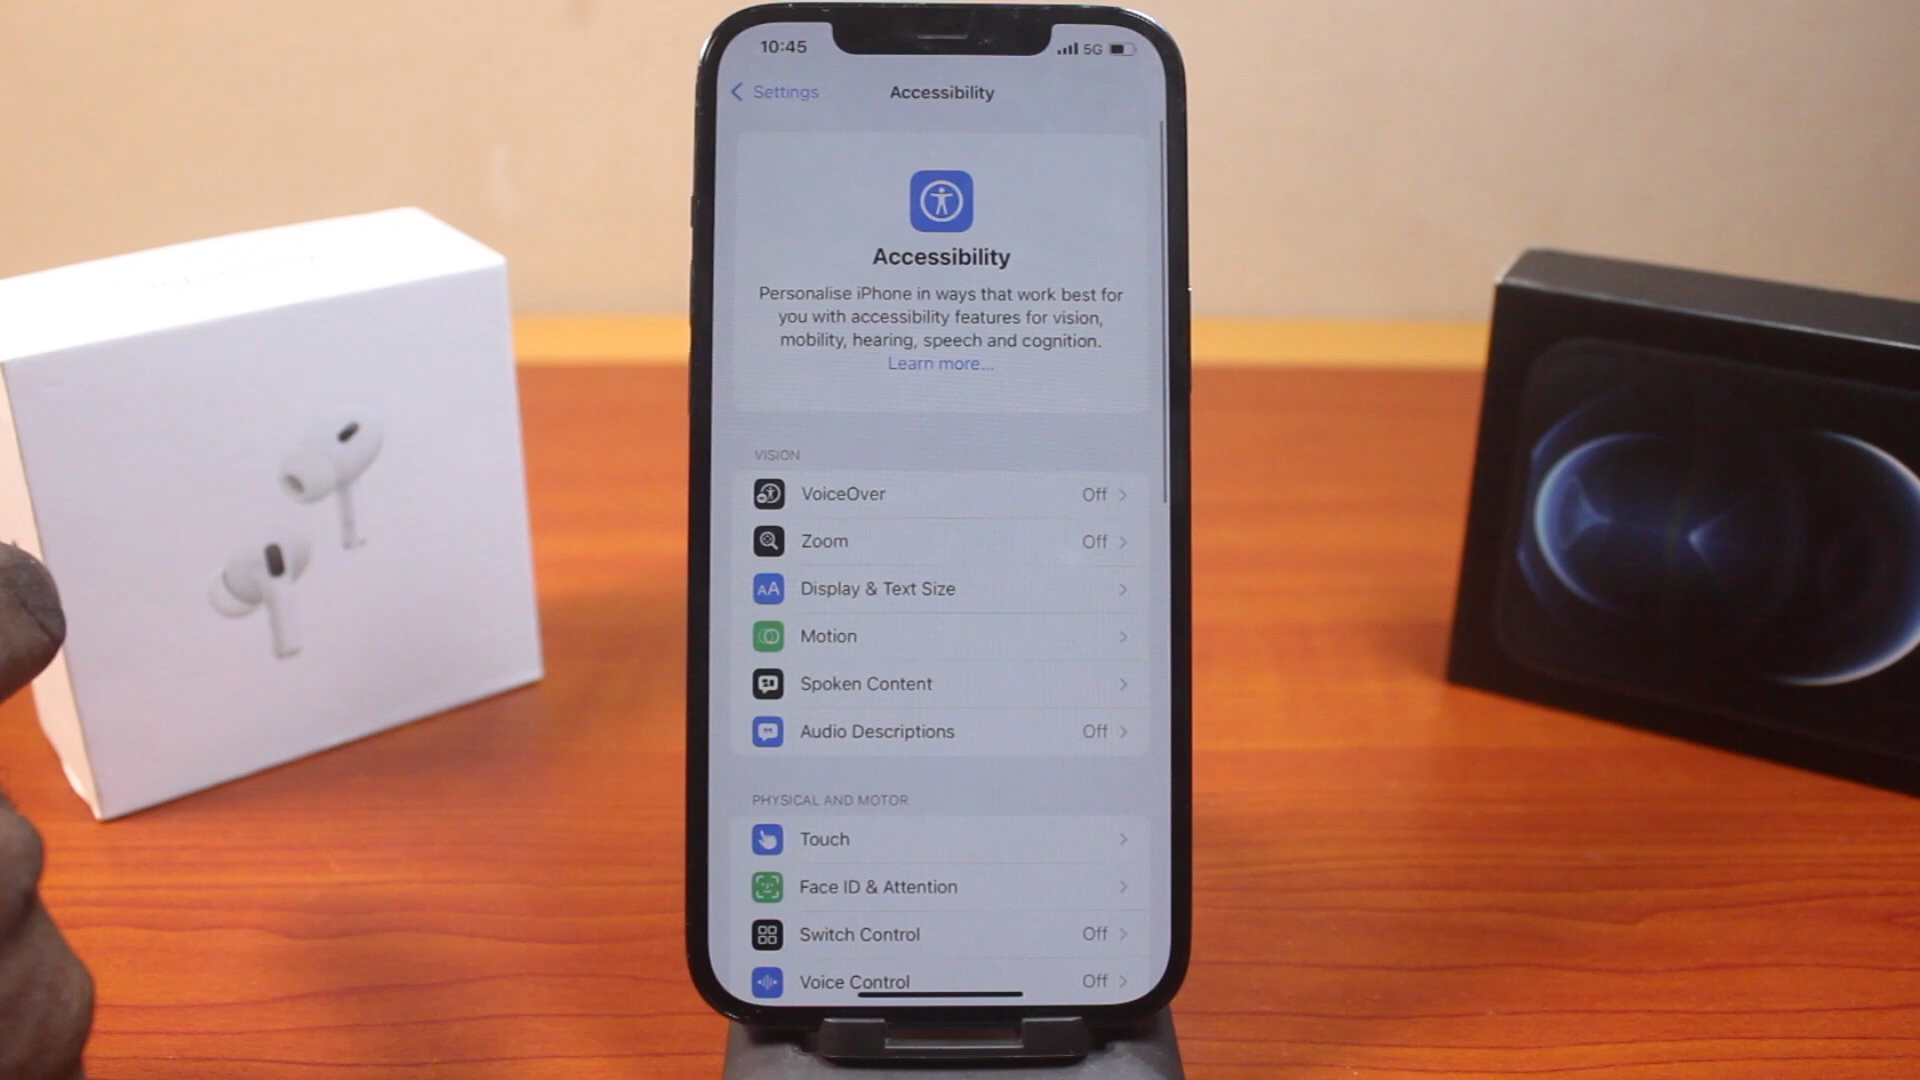 10:45
5G
Settings
Accessibility
Accessibility
Personalise iPhone in ways that work best for
you with accessibility features for vision,
mobility, hearing, speech and cognition.
Learn more...
VISION
VoiceOver Off
Zoom Off
AA Display & Text Size
Motion
Spoken Content
Audio Descriptions Off
PHYSICAL AND MOTOR
Touch
Face ID & Attention
Switch Control Off
Voice Control Off